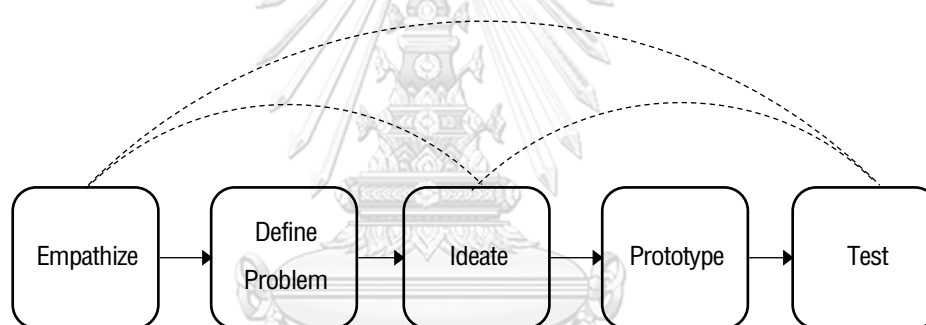 Empathize
Define
Problem
Ideate
Prototype
Test